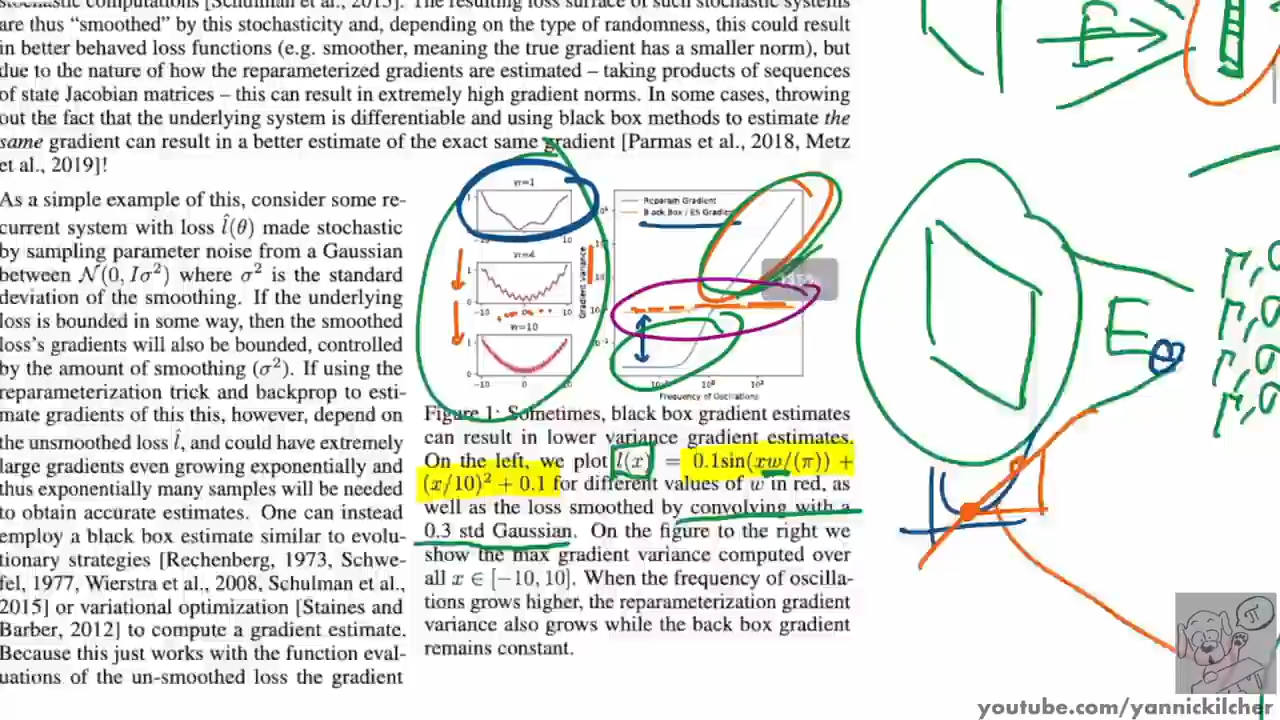 stochastic computations [Schulman et al., 2015]. The resulting loss surface of such stochastic systems
are thus “smoothed” by this stochasticity and, depending on the type of randomness, this could result
in better behaved loss functions (e.g. smoother, meaning the true gradient has a smaller norm), but
due to the nature of how the reparameterized gradients are estimated – taking products of sequences
of state Jacobian matrices – this can result in extremely high gradient norms. In some cases, throwing
out the fact that the underlying system is differentiable and using black box methods to estimate the
same gradient can result in a better estimate of the exact same gradient [Parmas et al., 2018, Metz
et al., 2019]!
As a simple example of this, consider some re-
current system with loss l̂(θ) made stochastic
by sampling parameter noise from a Gaussian
between N(0, Iσ²) where σ² is the standard
deviation of the smoothing. If the underlying
loss is bounded in some way, then the smoothed
loss's gradients will also be bounded, controlled
by the amount of smoothing (σ²). If using the
reparameterization trick and backprop to esti-
mate gradients of this this, however, depend on
the unsmoothed loss l̂, and could have extremely
large gradients even growing exponentially and
thus exponentially many samples will be needed
to obtain accurate estimates. One can instead
employ a black box estimate similar to evolu-
tionary strategies [Rechenberg, 1973, Schwe-
fel, 1977, Wierstra et al., 2008, Schulman et al.,
2015] or variational optimization [Staines and
Barber, 2012] to compute a gradient estimate.
Because this just works with the function eval-
uations of the un-smoothed loss the gradient
w=1
1
-10 10
w=4
1
0
-10 0 10
w=10
1
0
-10 0 10
Reparam Gradient
Black Box / ES Gradient
Gradient Variance
Frequency of Oscillations
Figure 1: Sometimes, black box gradient estimates
can result in lower variance gradient estimates.
On the left, we plot l(x) = 0.1sin(xw/(π)) +
(x/10)² + 0.1 for different values of w in red, as
well as the loss smoothed by convolving with a
0.3 std Gaussian. On the figure to the right we
show the max gradient variance computed over
all x ∈ [−10, 10]. When the frequency of oscilla-
tions grows higher, the reparameterization gradient
variance also grows while the back box gradient
remains constant.
E
E
θ
π
youtube.com/yannickilcher